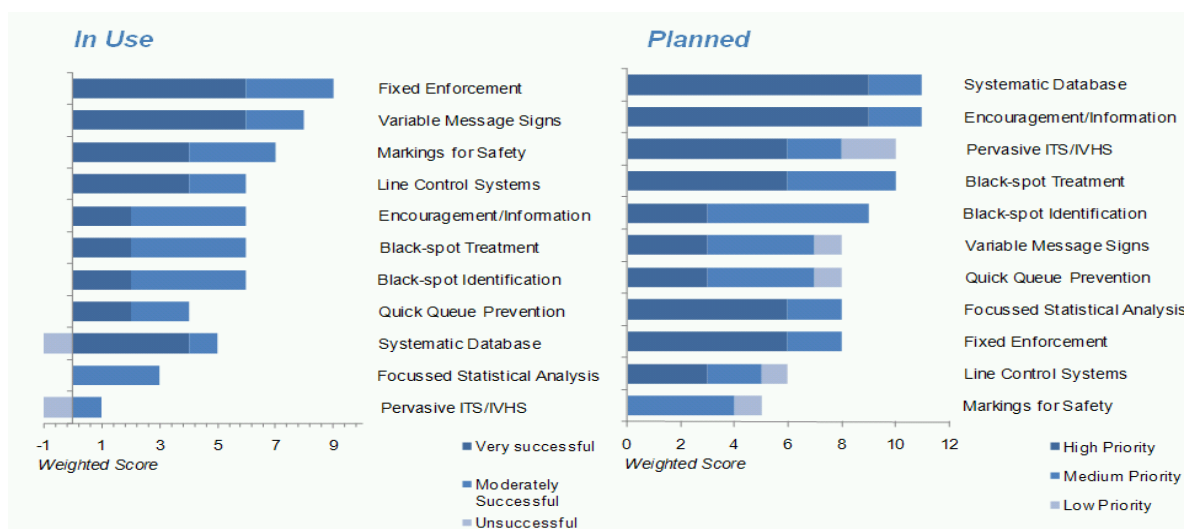 In Use
Fixed Enforcement
Variable Message Signs
Markings for Safety
Line Control Systems
Encouragement/Information
Black-spot Treatment
Black-spot Identification
Quick Queue Prevention
Systematic Database
Focussed Statistical Analysis
Pervasive ITS/IVHS
-1 1 3 5 7 9
Weighted Score
Very successful
Moderately
Successful
Unsuccessful
Planned
Systematic Database
Encouragement/Information
Pervasive ITS/IVHS
Black-spot Treatment
Black-spot Identification
Variable Message Signs
Quick Queue Prevention
Focussed Statistical Analysis
Fixed Enforcement
Line Control Systems
Markings for Safety
0 2 4 6 8 10 12
Weighted Score
High Priority
Medium Priority
Low Priority